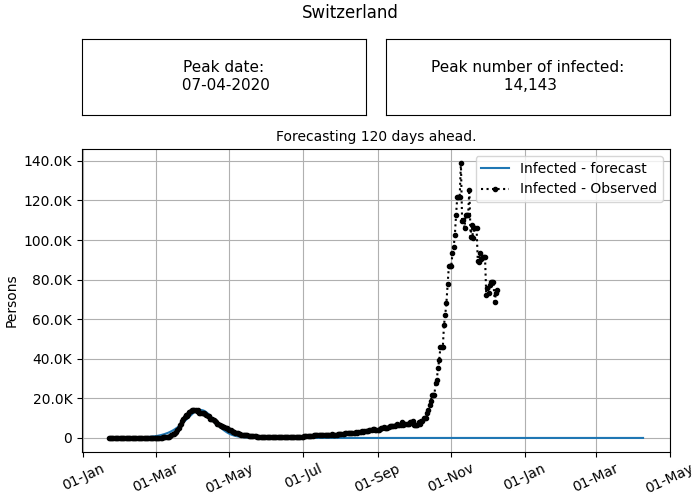 Switzerland
Peak date:
07-04-2020
Peak number of infected:
14,143
Forecasting 120 days ahead.
140.0K
120.0K
100.0K
80.0K
60.0K
40.0K
20.0K
0
Persons
Infected - forecast
Infected - Observed
01-Jan
01-Mar
01-May
01-Jul
01-Sep
01-Nov
01-Jan
01-Mar
01-May